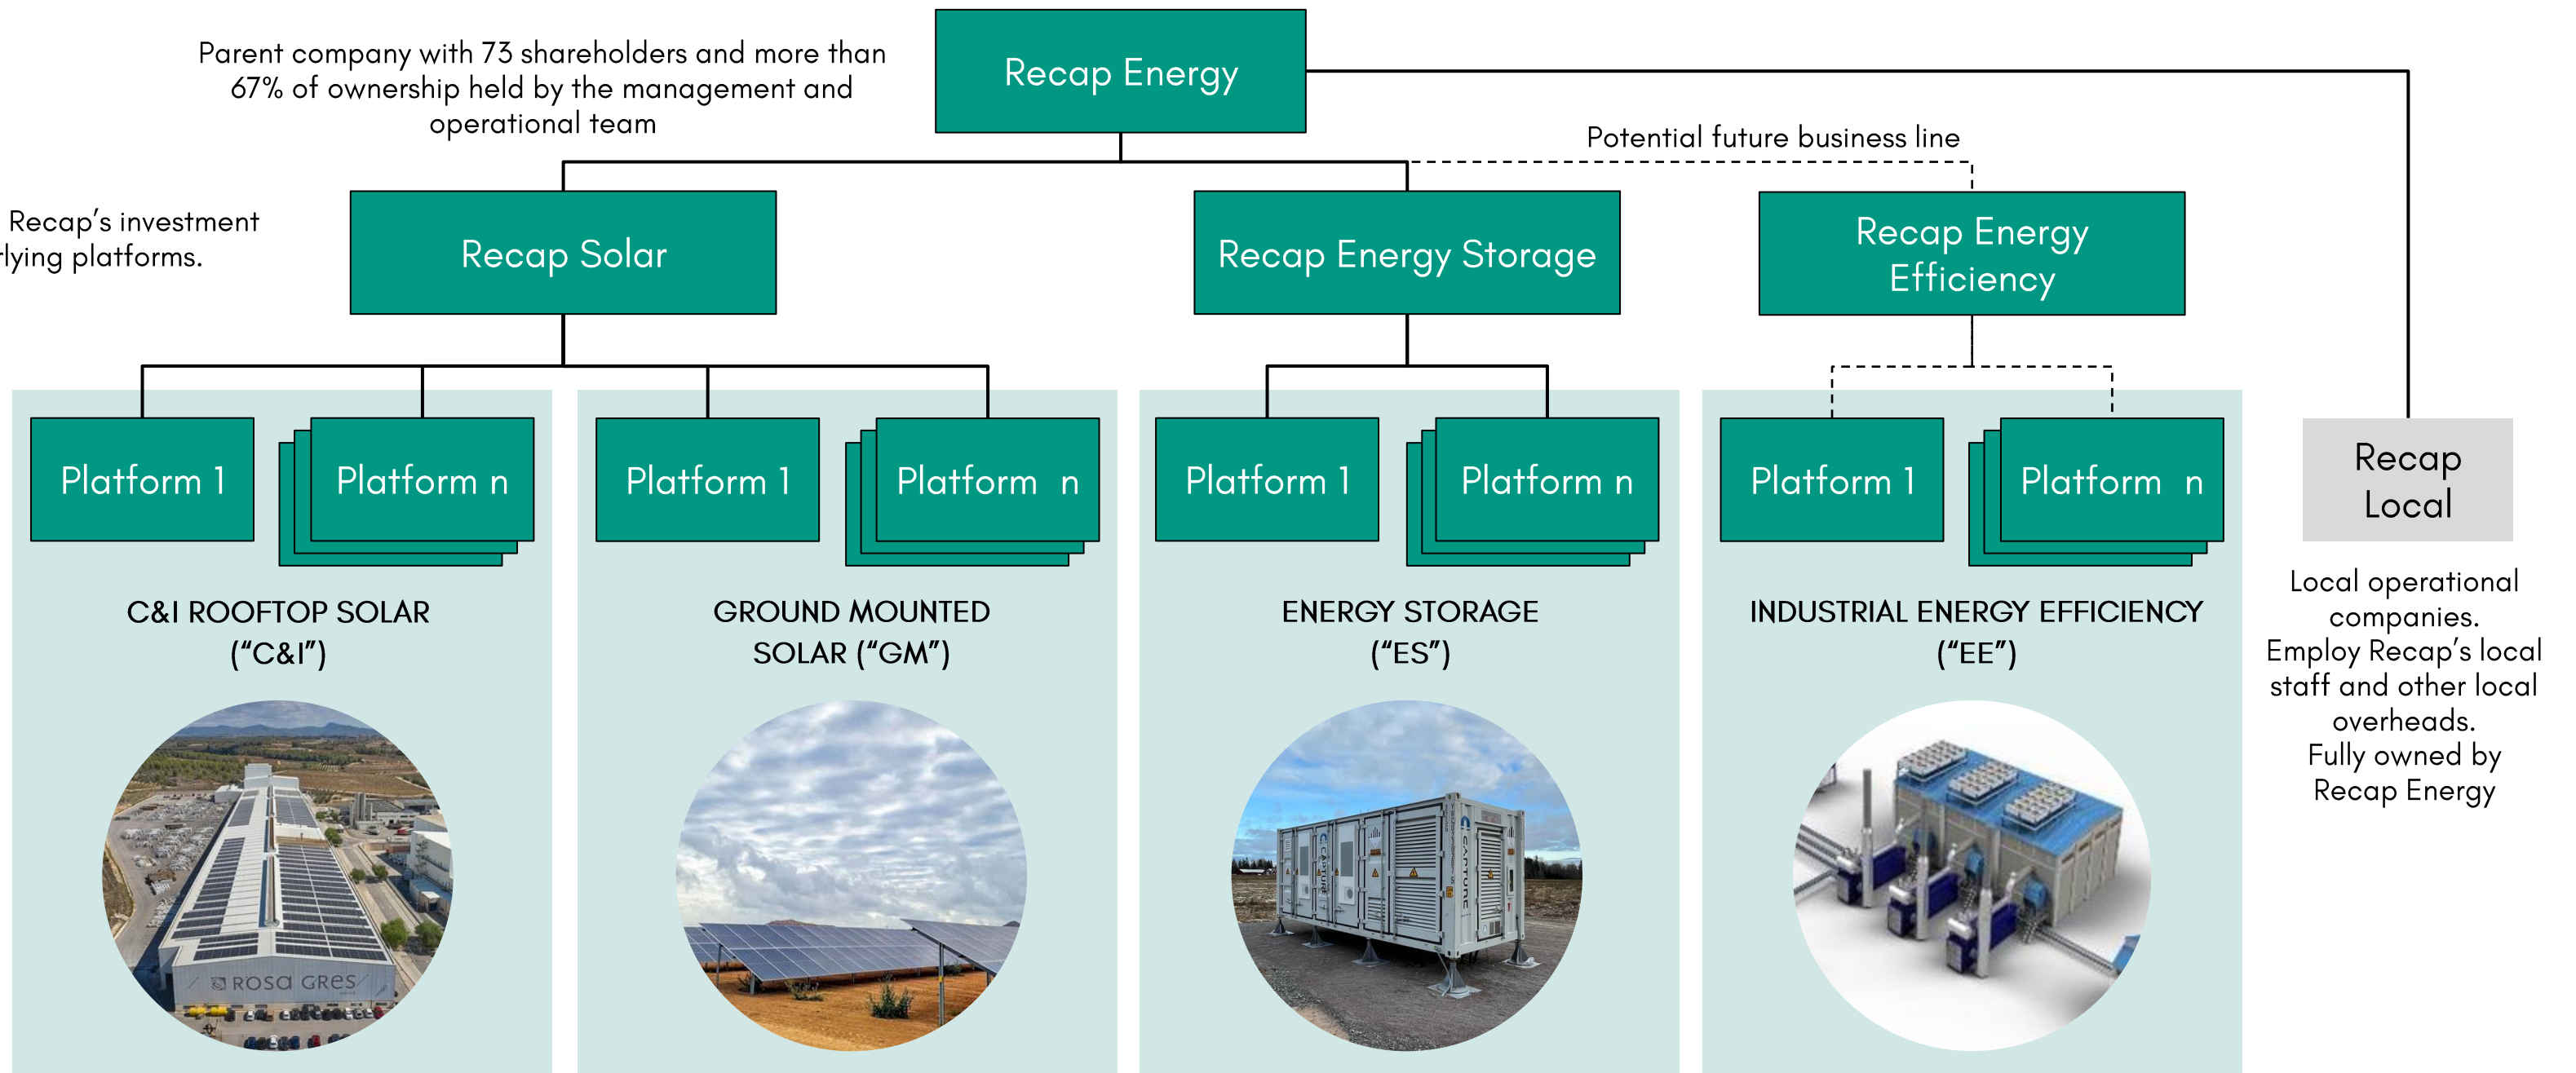 Recap Energy
Parent company with 73 shareholders and more than
67% of ownership held by the management and
operational team
Potential future business line
Recap's investment
rlying platforms.
Recap Solar
Recap Energy Storage
Recap Energy
Efficiency
Platform 1
Platform n
Platform 1
Platform n
Platform 1
Platform n
Platform 1
Platform n
Recap
Local
C&I ROOFTOP SOLAR
("C&I")
GROUND MOUNTED
SOLAR ("GM")
ENERGY STORAGE
("ES")
INDUSTRIAL ENERGY EFFICIENCY
("EE")
Local operational
companies.
Employ Recap's local
staff and other local
overheads.
Fully owned by
Recap Energy
ROSA GRES
CAPTURE